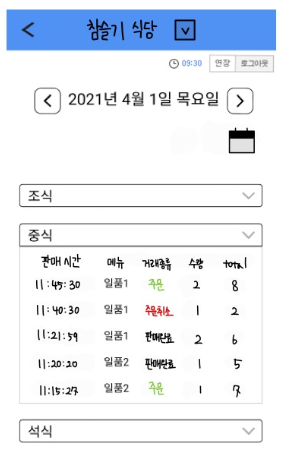 참슬기 식당
09:30 연장 로그아웃
2021년 4월 1일 목요일
조식
중식
판매시간 메뉴 거래종류 수량 total
11:45:30 일품1 주문 2 8
11:40:30 일품1 주문취소 1 2
11:21:59 일품1 판매완료 2 6
11:20:20 일품2 판매완료 1 5
11:15:27 일품2 주문 1 7
석식